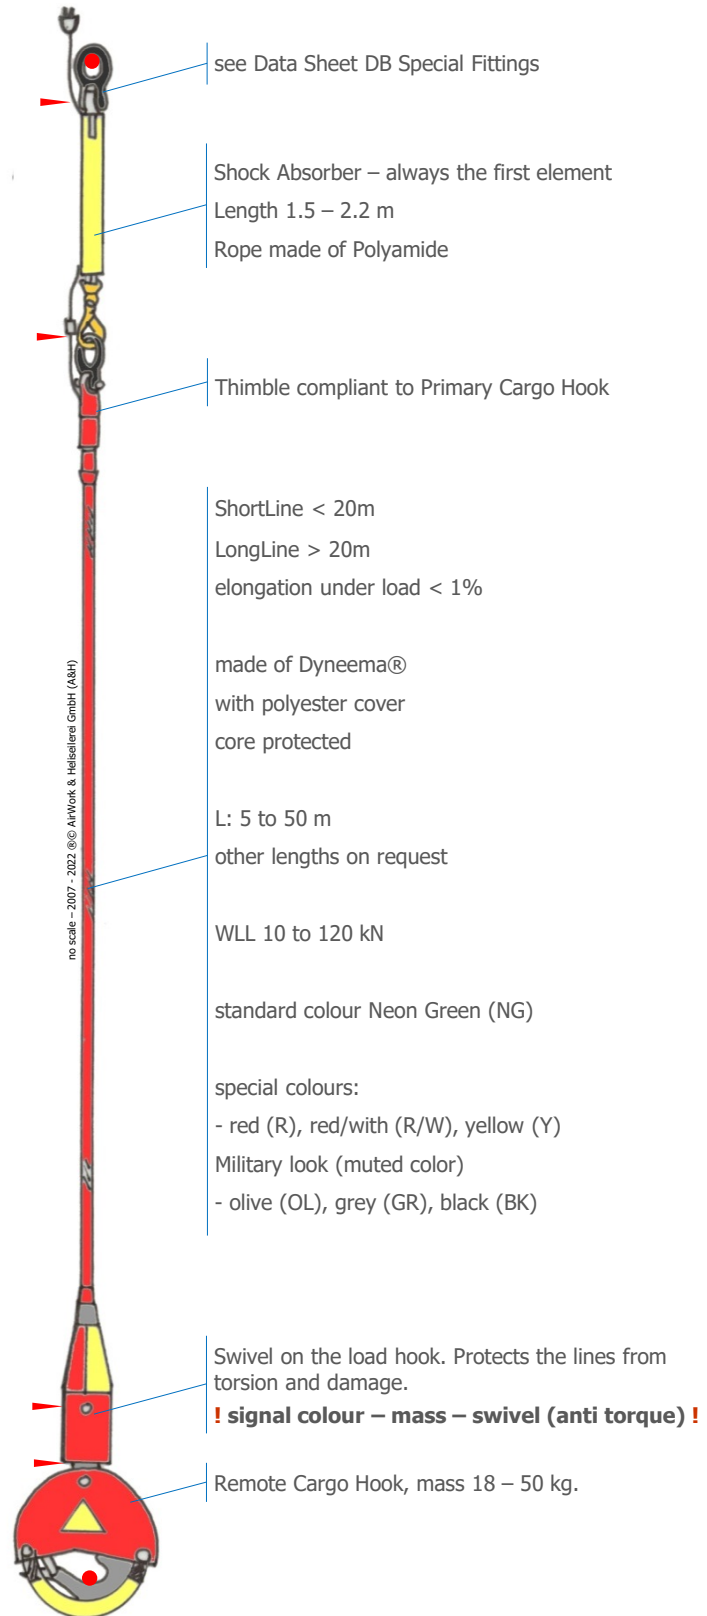 see Data Sheet DB Special Fittings
Shock Absorber – always the first element
Length 1.5 – 2.2 m
Rope made of Polyamide
Thimble compliant to Primary Cargo Hook
ShortLine < 20m
LongLine > 20m
elongation under load < 1%
made of Dyneema®
with polyester cover
core protected
L: 5 to 50 m
other lengths on request
WLL 10 to 120 kN
standard colour Neon Green (NG)
special colours:
- red (R), red/with (R/W), yellow (Y)
Military look (muted color)
- olive (OL), grey (GR), black (BK)
no scale – 2007 - 2022 ®© AirWork & Heliseilerei GmbH (A&H)
Swivel on the load hook. Protects the lines from
torsion and damage.
! signal colour – mass – swivel (anti torque) !
Remote Cargo Hook, mass 18 – 50 kg.